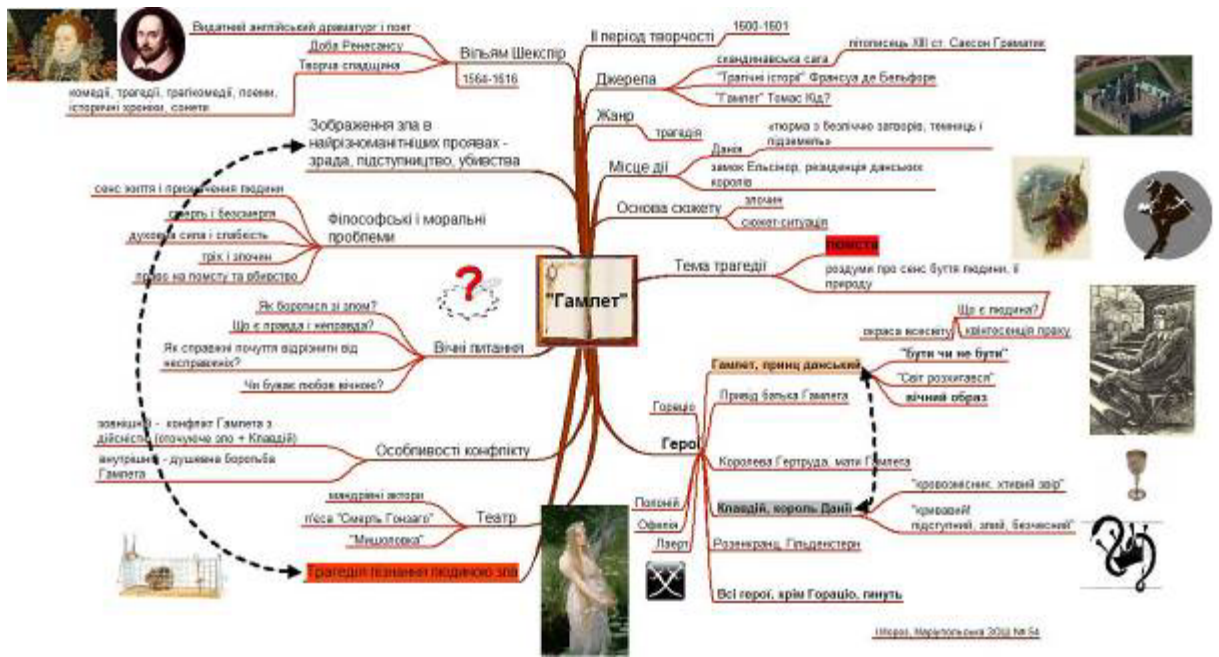 Видатний англійський драматург і поет
Доба Ренесансу
Творча спадщина
комедії, трагедії, трагікомедії, поеми,
історичні хроніки, сонети
Вільям Шекспір
1564-1616
Зображення зла в
найрізноманітніших проявах -
зрада, підступництво, убивства
сенс життя і призначення людини
смерть і безсмертя
духовна сила і слабкість
гріх і злочин
право на помсту та вбивство
Філософські і моральні
проблеми
Як боротися зі злом?
Що є правда і неправда?
Як справжні почуття відрізнити від
несправжніх?
Чи буває любов вічною?
Вічні питання
зовнішній - конфлікт Гамлета з
дійсністю (оточуюче зло + Клавдій)
внутрішній - душевна боротьба
Гамлета
Особливості конфлікту
мандрівні актори
п'єса "Смерть Гонзаго"
"Мишоловка"
Театр
Трагедія пізнання людиною зла
"Гамлет"
ІІ період творчості
1600-1601
Джерела
скандинавська сага
літописець XIII ст. Саксон Граматик
"Трагічні історії" Франсуа де Бельфоре
"Гамлет" Томас Кід?
Жанр
трагедія
Місце дії
Данія
«тюрма з безліччю затворів, темниць і
підземель»
замок Ельсінор, резиденція данських
королів
Основа сюжету
злочин
сюжет-ситуація
Тема трагедії
помста
роздуми про сенс буття людини, її
природу
Що є людина?
окраса всесвіту
квінтесенція праху
Герої
Гамлет, принц данський
"Бути чи не бути"
"Світ розхитався"
вічний образ
Гораціо
Привід батька Гамлета
Королева Гертруда, мати Гамлета
Полоній
Офелія
Лаерт
Клавдій, король Данії
"кровозмісник, хтивий звір"
"кривавий!
підступний, злий, безчесний"
Розенкранц, Гільденстерн
Всі герої, крім Гораціо, гинуть
Маріупольська ЗОШ № 54